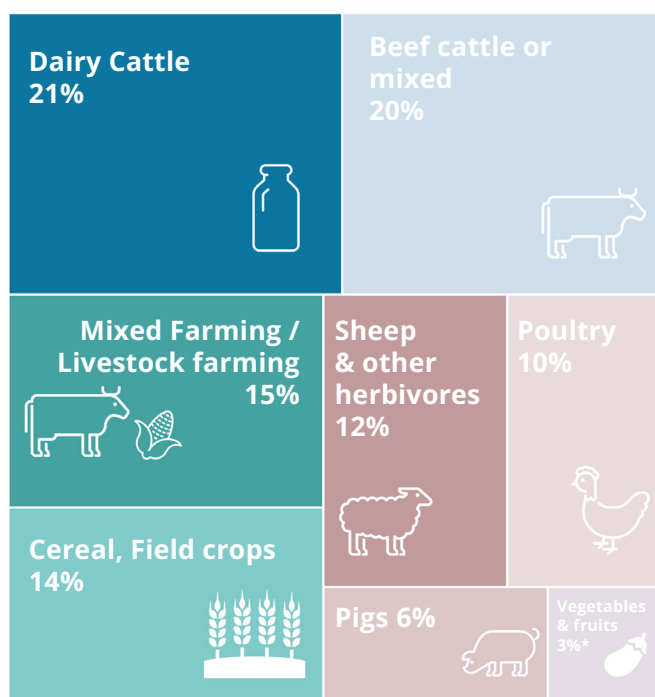 Dairy Cattle
21%
Beef cattle or
mixed
20%
Mixed Farming /
Livestock farming
15%
Sheep
& other
herbivores
12%
Poultry
10%
Cereal, Field crops
14%
Pigs 6%
Vegetables
& fruits
3%*